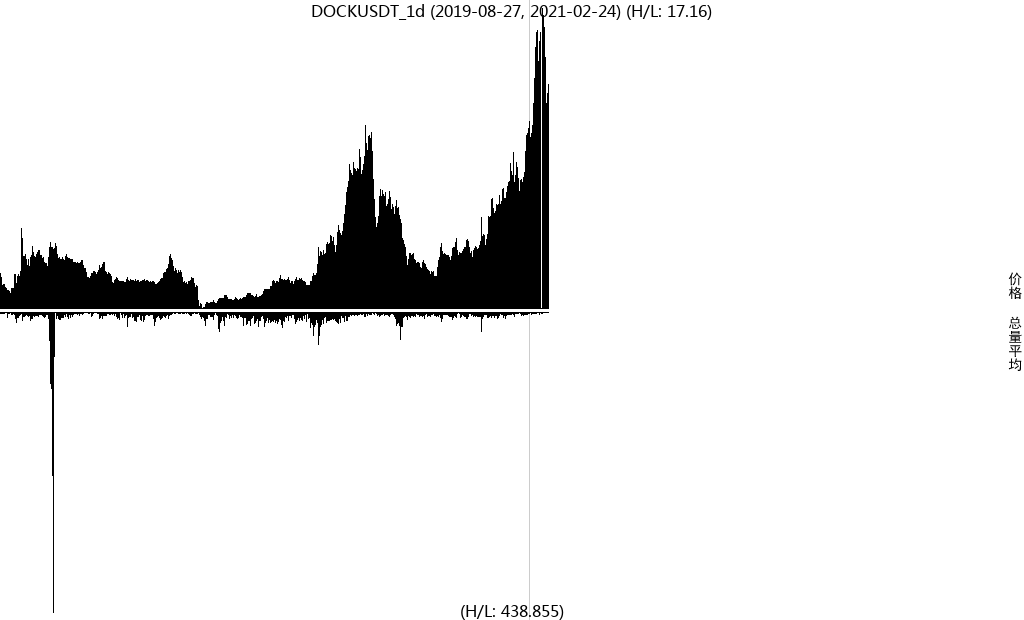 DOCKUSDT_1d (2019-08-27, 2021-02-24) (H/L: 17.16)
价格 总量平均
(H/L: 438.855)